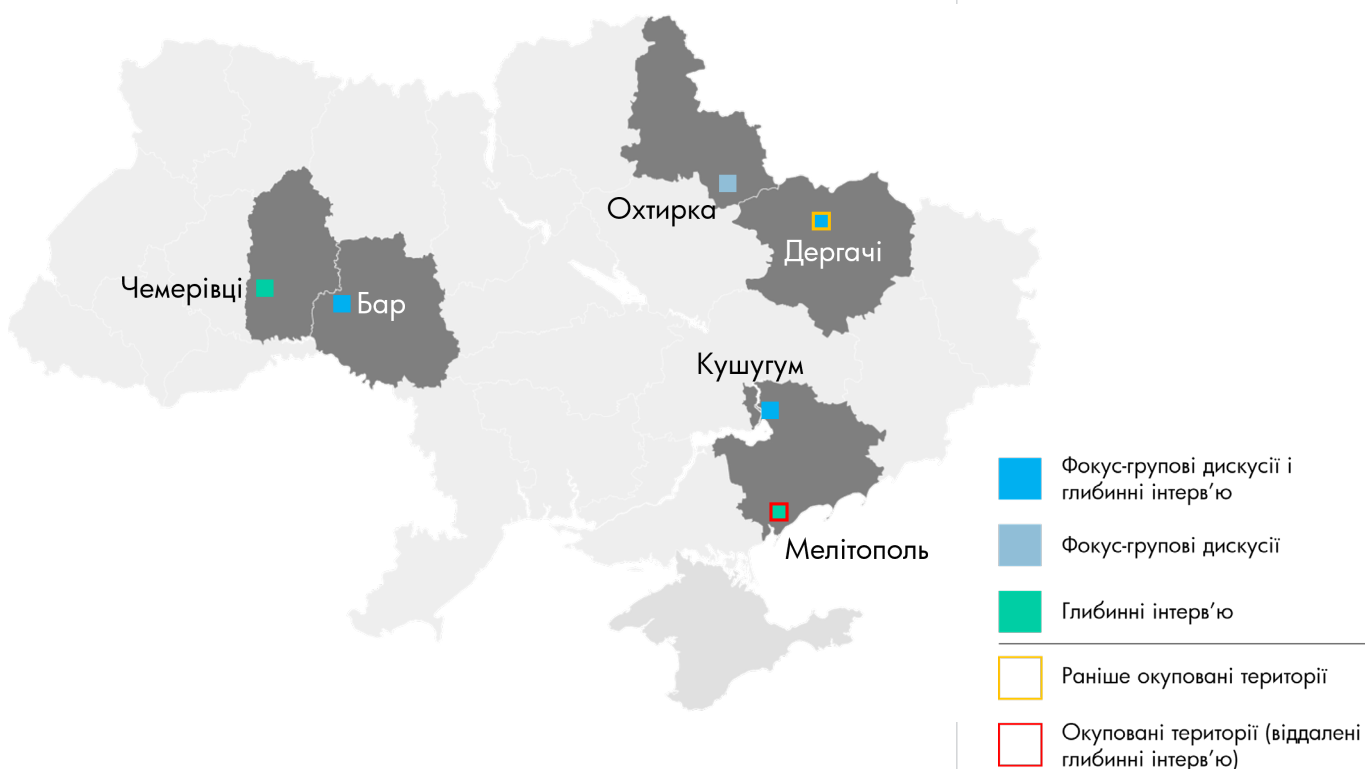 Охтирка
Дергачі
Чемерівці
Бар
Кушугум
Мелітополь
Фокус-групові дискусії і
глибинні інтерв’ю
Фокус-групові дискусії
Глибинні інтерв’ю
Раніше окуповані території
Окуповані території (віддалені
глибинні інтерв’ю)